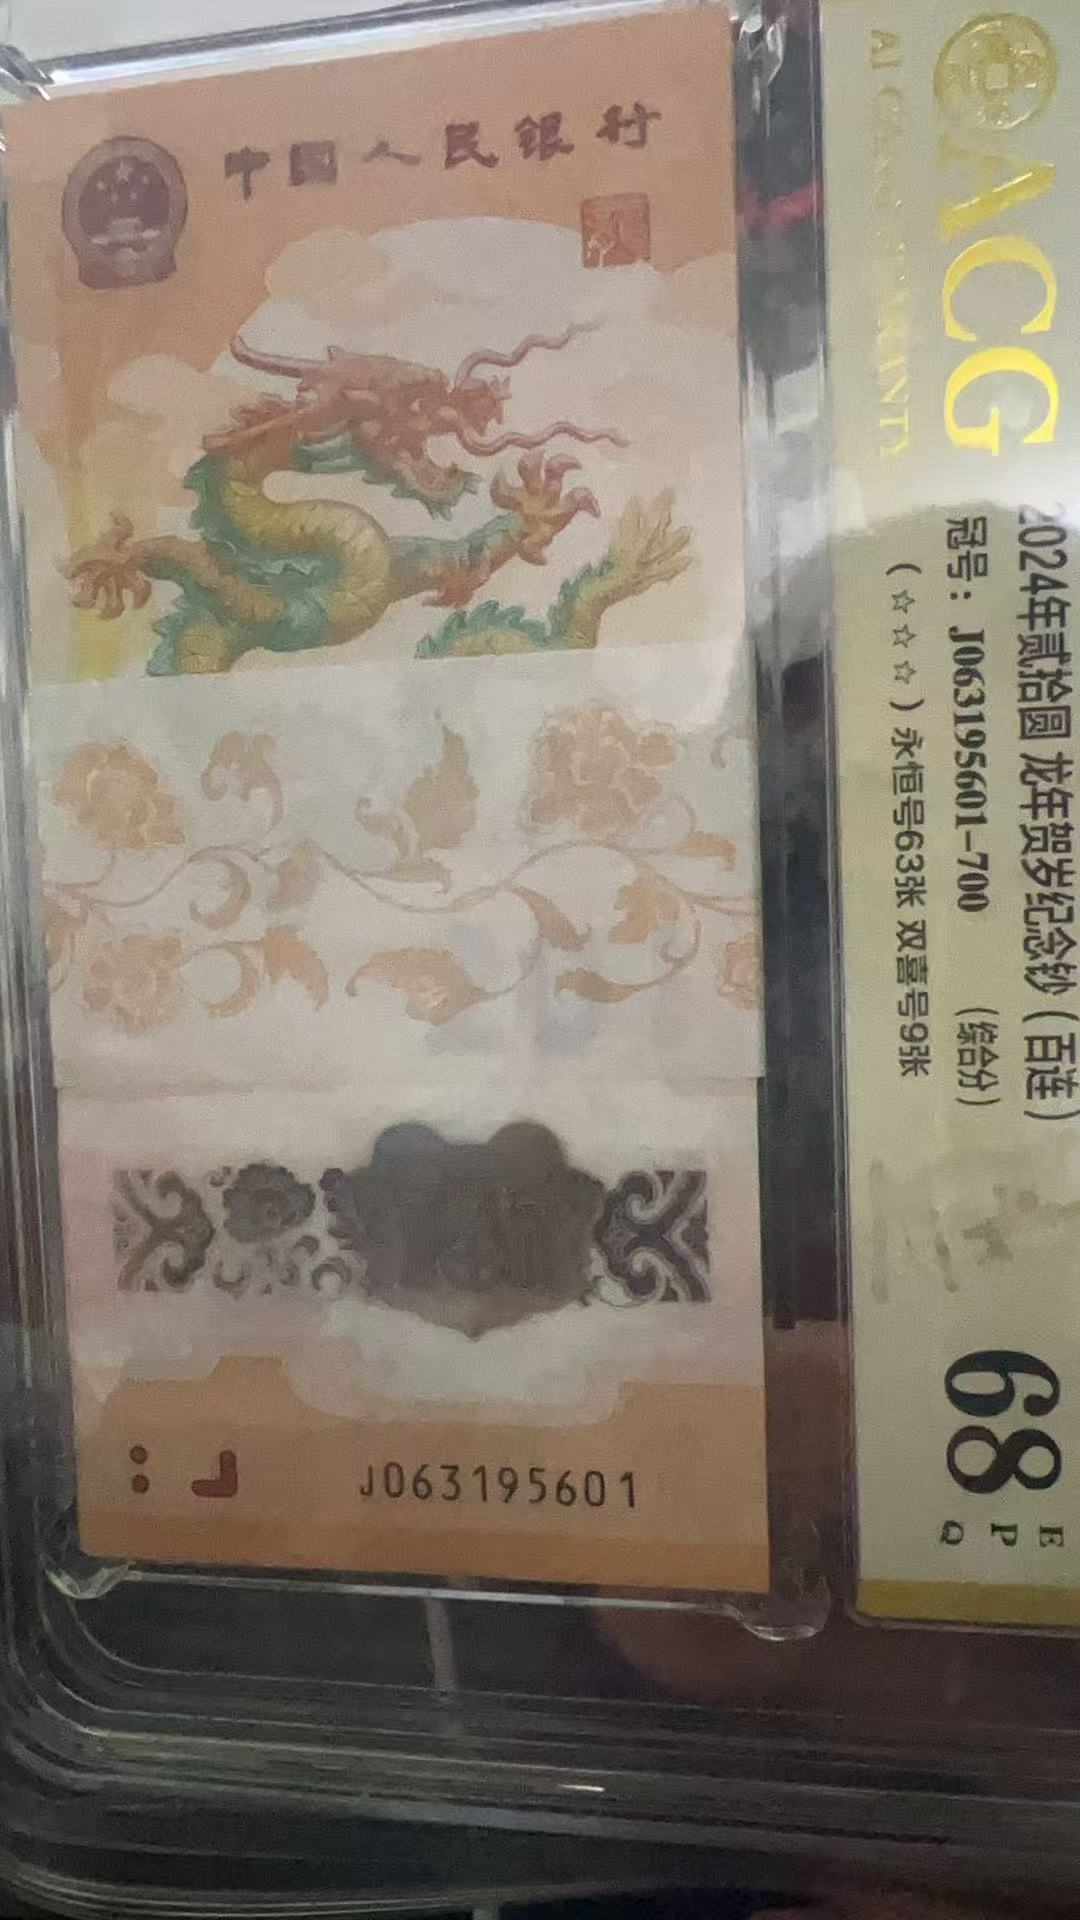 中国人民银行
J063195601
ACG
2024年贰拾圆 龙年贺岁纪念钞(百连)
冠号：J063195601-700 (综合分)
(☆☆☆) 永恒号63张 双喜号9张
68
E
P
Q